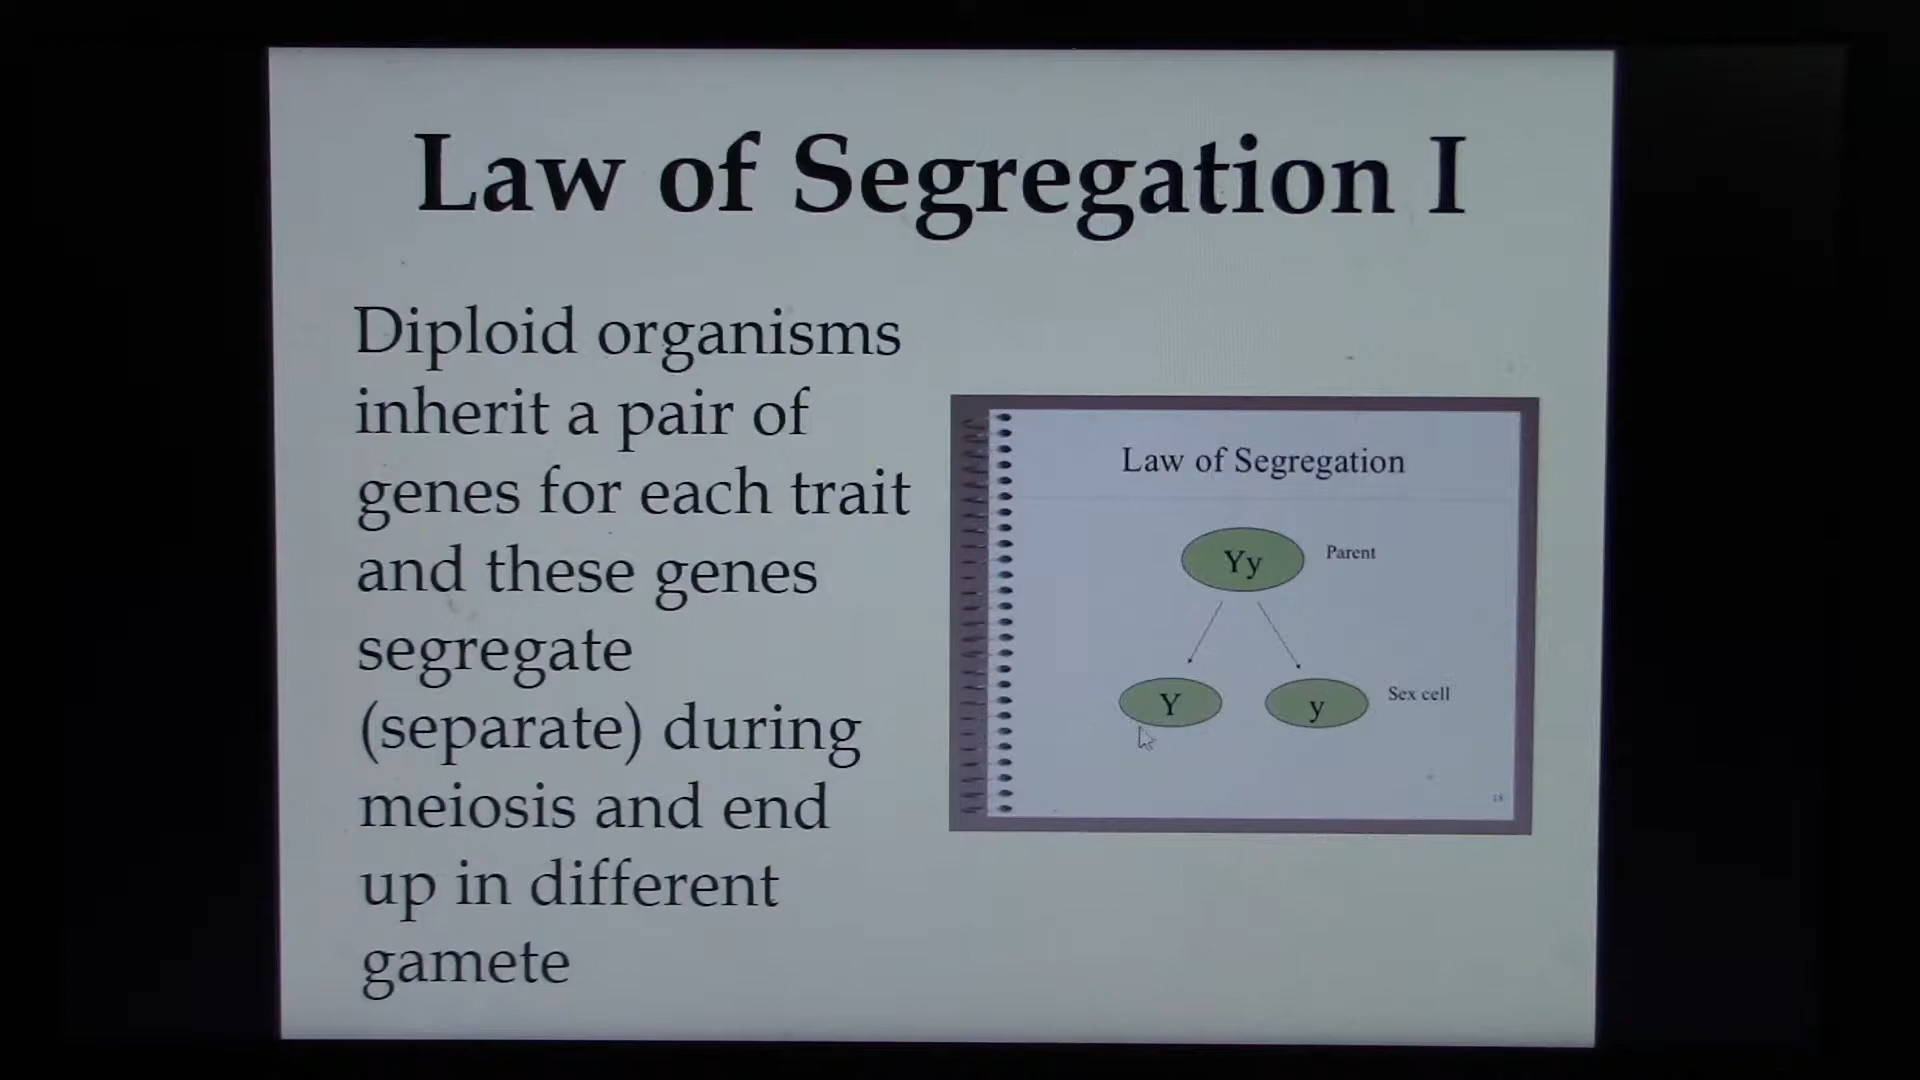 Law of Segregation I
Diploid organisms
inherit a pair of
genes for each trait
and these genes
segregate
(separate) during
meiosis and end
up in different
gamete
Law of Segregation
Yy
Parent
Y
y
Sex cell